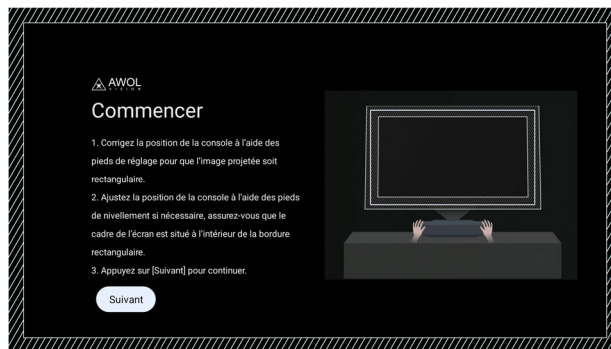 AWOL
VISION
Commencer
1. Corrigez la position de la console à l'aide des
pieds de réglage pour que l'image projetée soit
rectangulaire.
2. Ajustez la position de la console à l'aide des pieds
de nivellement si nécessaire, assurez-vous que le
cadre de l'écran est situé à l'intérieur de la bordure
rectangulaire.
3. Appuyez sur [Suivant] pour continuer.
Suivant